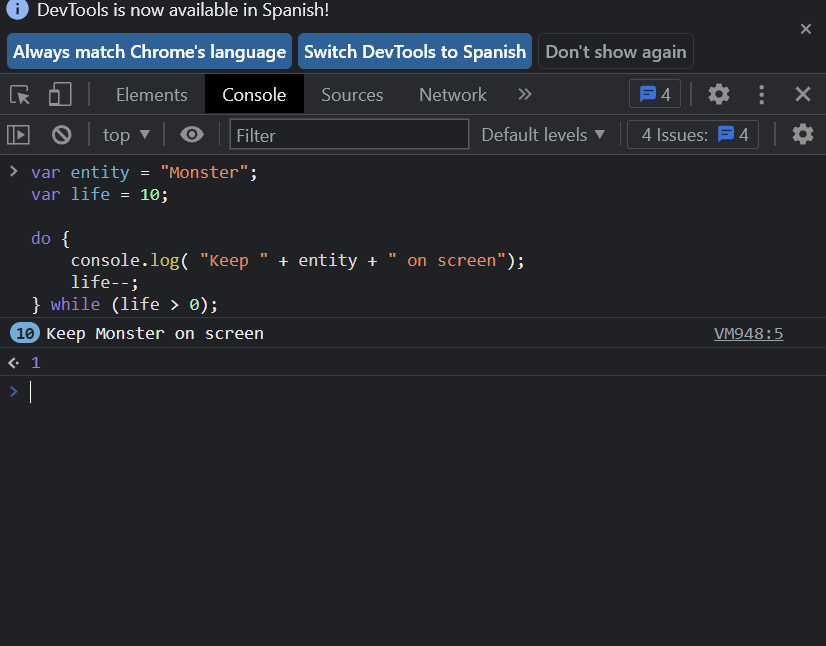 DevTools is now available in Spanish!
Always match Chrome's language Switch DevTools to Spanish Don't show again
Elements Console Sources Network 4
top Filter Default levels 4 Issues: 4
var entity = "Monster";
var life = 10;
do {
    console.log( "Keep " + entity + " on screen");
    life--;
} while (life > 0);
10 Keep Monster on screen VM948:5
1